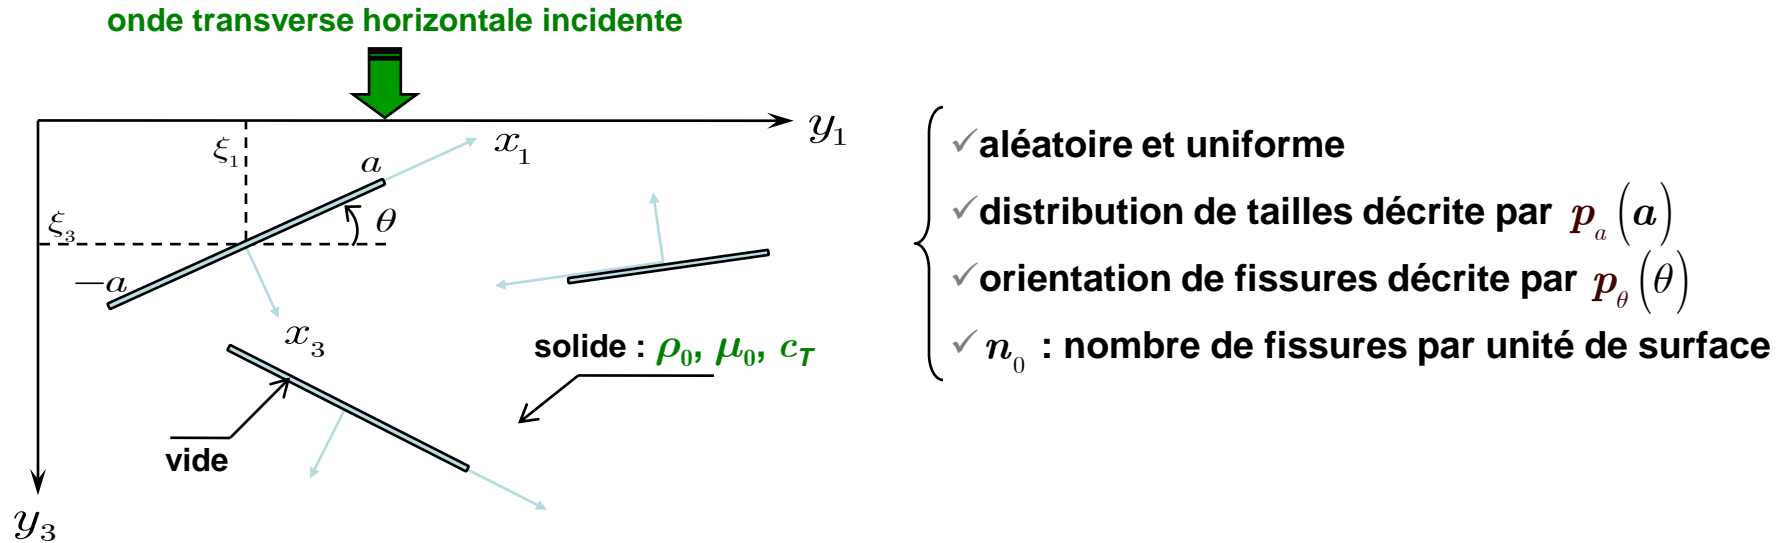 onde transverse horizontale incidente
y₁
ξ₁
a
x₁
ξ₃
θ
−a
x₃
solide : ρ₀, μ₀, c_T
vide
y₃
✓ aléatoire et uniforme
✓ distribution de tailles décrite par pₐ(a)
✓ orientation de fissures décrite par p_θ(θ)
✓ n₀ : nombre de fissures par unité de surface